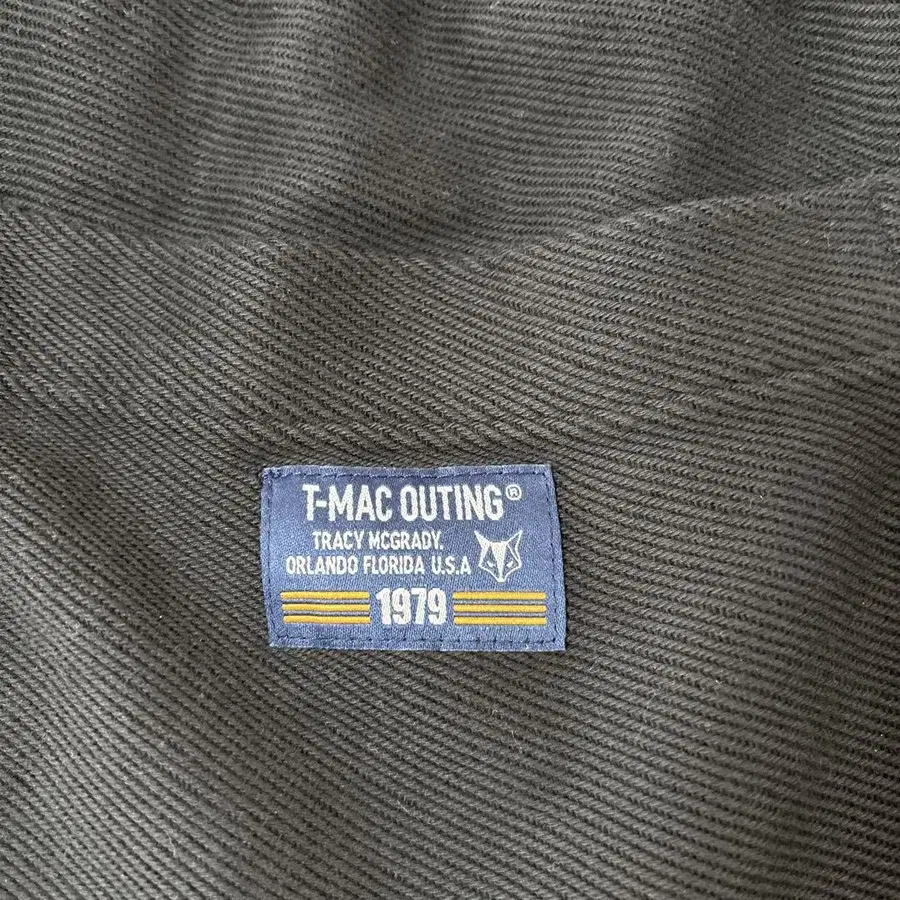 T-MAC OUTING®
TRACY MCGRADY.
ORLANDO FLORIDA U.S.A
1979